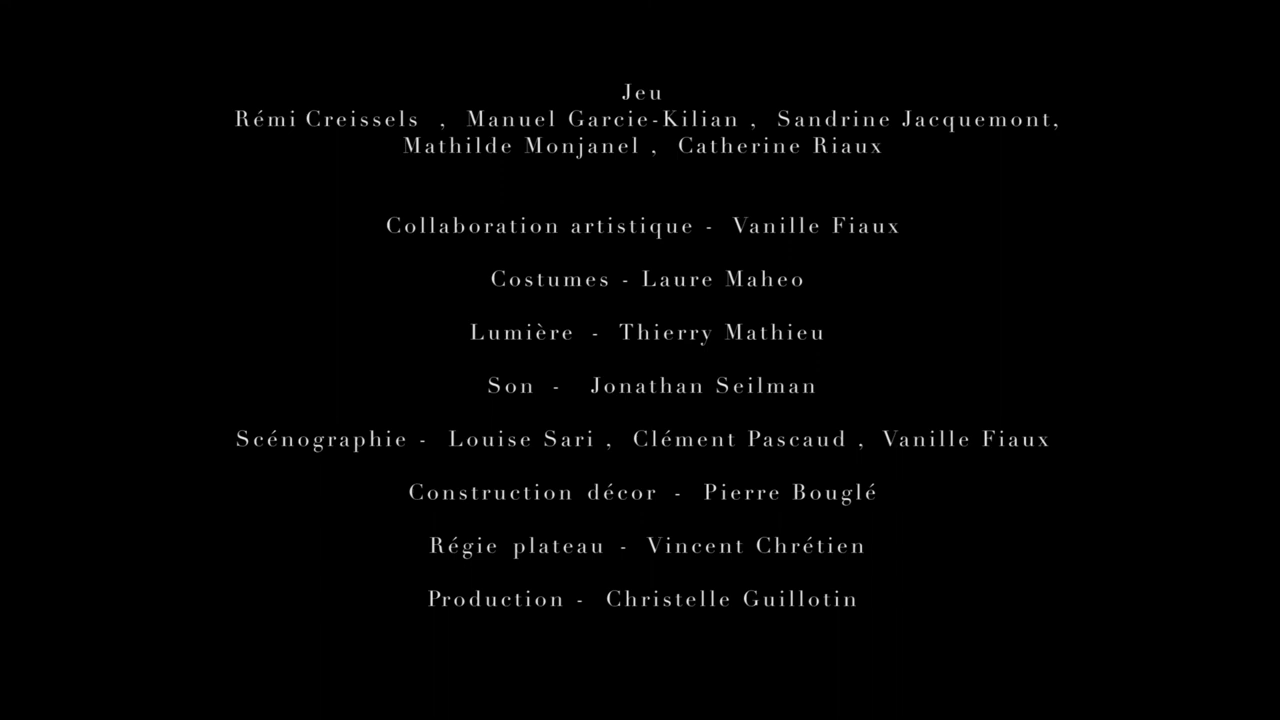 Jeu
Rémi Creissels , Manuel Garcie-Kilian , Sandrine Jacquemont,
Mathilde Monjanel , Catherine Riaux
Collaboration artistique - Vanille Fiaux
Costumes - Laure Maheo
Lumière - Thierry Mathieu
Son - Jonathan Seilman
Scénographie - Louise Sari , Clément Pascaud , Vanille Fiaux
Construction décor - Pierre Bouglé
Régie plateau - Vincent Chrétien
Production - Christelle Guillotin